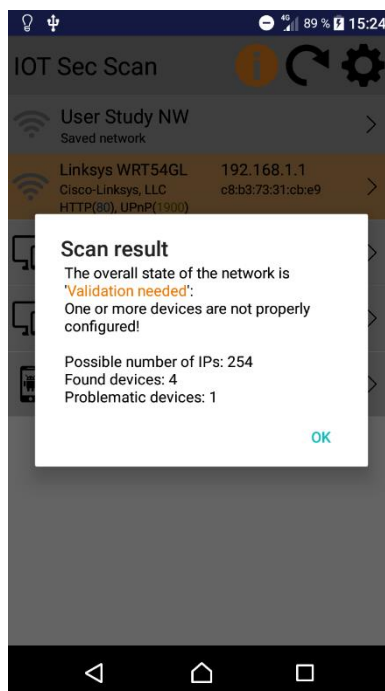 4G 89 % 15:24
IOT Sec Scan
User Study NW
Saved network
Linksys WRT54GL 192.168.1.1
Cisco-Linksys, LLC c8:b3:73:31:cb:e9
HTTP(80), UPnP(1900)
Scan result
The overall state of the network is
'Validation needed':
One or more devices are not properly
configured!
Possible number of IPs: 254
Found devices: 4
Problematic devices: 1
OK